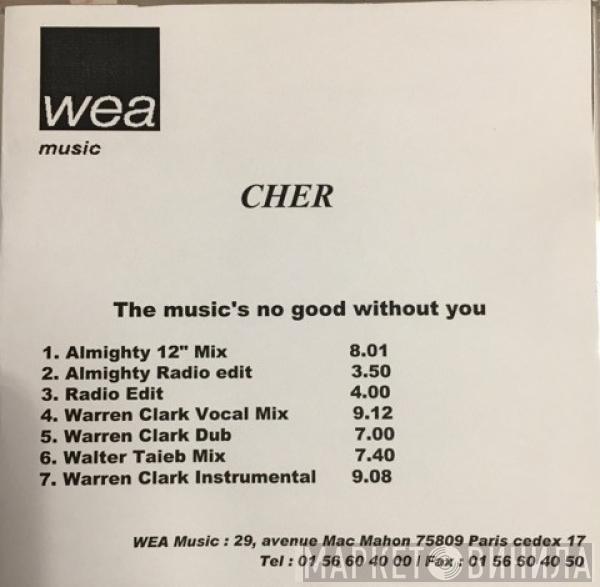 wea
music
CHER
The music's no good without you
1. Almighty 12" Mix 8.01
2. Almighty Radio edit 3.50
3. Radio Edit 4.00
4. Warren Clark Vocal Mix 9.12
5. Warren Clark Dub 7.00
6. Walter Taieb Mix 7.40
7. Warren Clark Instrumental 9.08
WEA Music : 29, avenue Mac Mahon 75809 Paris cedex 17
Tel : 01 56 60 40 00 / Fax : 01 56 60 40 50
МАРКЕТ ВИНИЛА